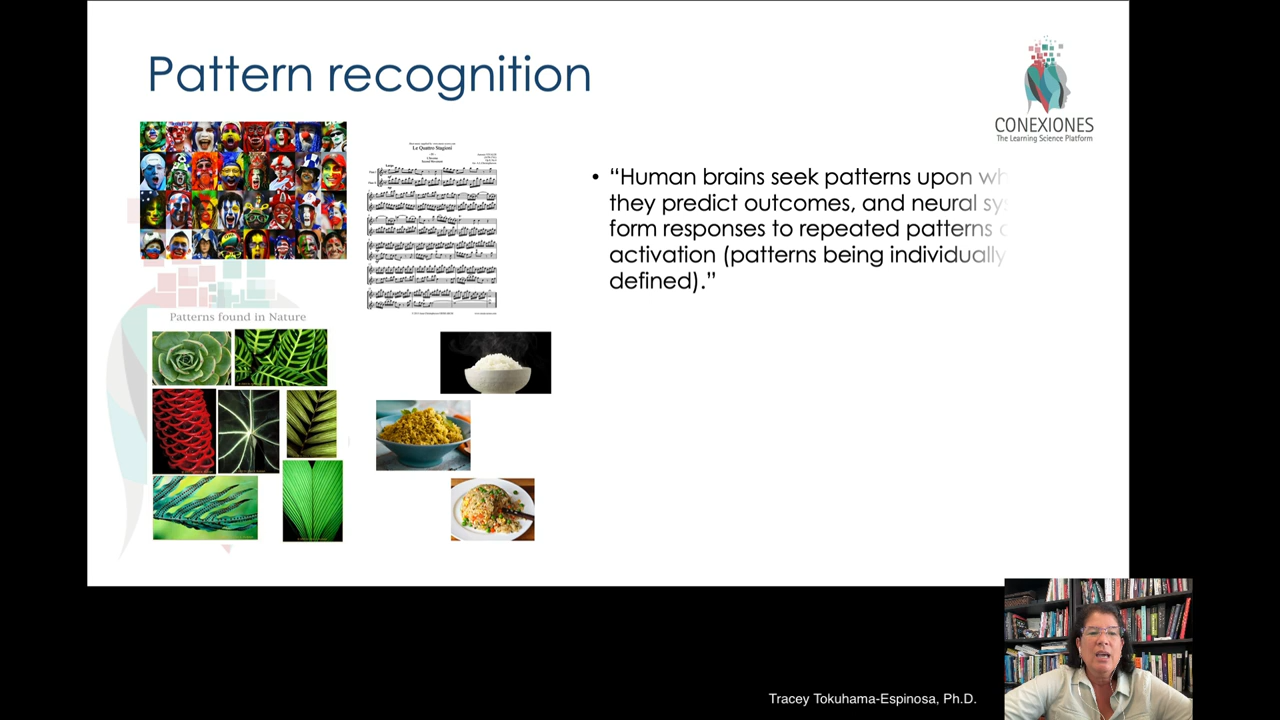 Pattern recognition
CONEXIONES
The Learning Science Platform
Le Quattro Stagioni
• “Human brains seek patterns upon
they predict outcomes, and neural
form responses to repeated patterns
activation (patterns being individually
defined).”
Patterns found in Nature
Tracey Tokuhama-Espinosa, Ph.D.